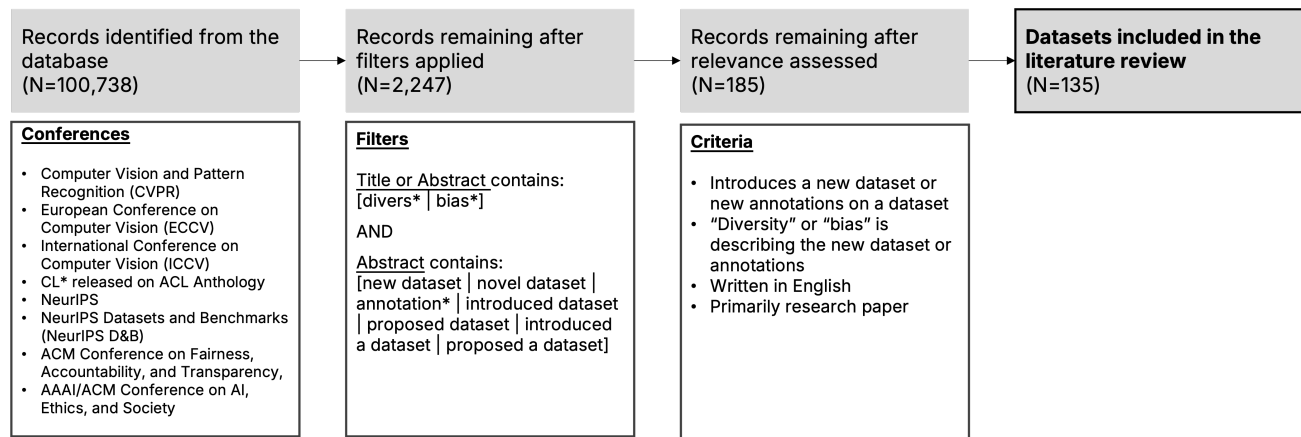 Records identified from the
database
(N=100,738)
Records remaining after
filters applied
(N=2,247)
Records remaining after
relevance assessed
(N=185)
Datasets included in the
literature review
(N=135)
Conferences
• Computer Vision and Pattern
Recognition (CVPR)
• European Conference on
Computer Vision (ECCV)
• International Conference on
Computer Vision (ICCV)
• CL* released on ACL Anthology
• NeurIPS
• NeurIPS Datasets and Benchmarks
(NeurIPS D&B)
• ACM Conference on Fairness,
Accountability, and Transparency,
• AAAI/ACM Conference on AI,
Ethics, and Society
Filters
Title or Abstract contains:
[divers* | bias*]
AND
Abstract contains:
[new dataset | novel dataset |
annotation* | introduced dataset
| proposed dataset | introduced
a dataset | proposed a dataset]
Criteria
• Introduces a new dataset or
new annotations on a dataset
• “Diversity” or “bias” is
describing the new dataset or
annotations
• Written in English
• Primarily research paper